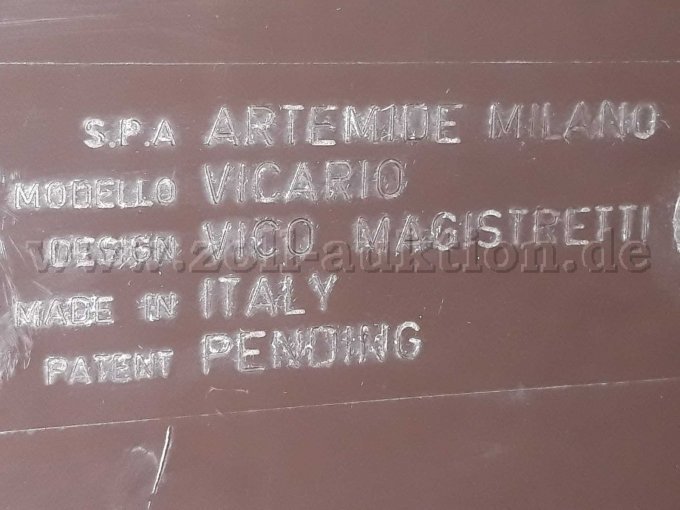 S.P.A ARTEMIDE MILANO
MODELLO VICARIO
DESIGN VICO MAGISTRETTI
www.zoll-auktion.de
MADE IN ITALY
PATENT PENDING